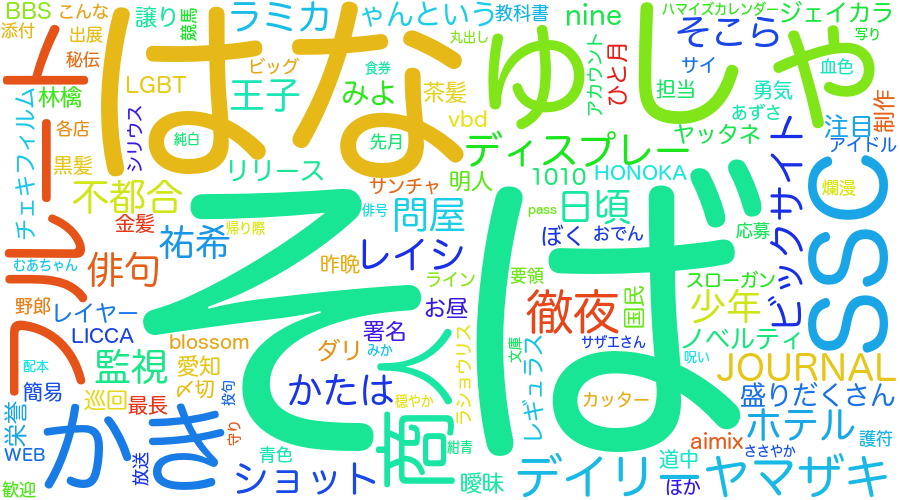 BBS こんな 譲り ラミカ ゃんという 教科書 nine ハマイズカレンダー ジェイカラ
添付 出展 競馬 丸出し そこら 写り
秘伝 はな ビッグ 食券 アカウント ひと月 サイ 血色
ート LGBT 王子 みよ 茶髪 ゅしゃ 担当 勇気 制作
林檎 シリウス vbd あずさ
チェキフィルム 各店 純白 先月 ディスプレー ヤッタネ 注目
黒髪 リリース 明人 1010 HONOKA アイドル
不都合 サンチャ 日頃 ビックサイト 爛漫
金髪 帰り際 俳号 問屋 pass ぼく おでん 応募 SSC
フル 俳句 祐希 レイシ 要領
むあちゃん 昨晩 ライン 国民 スローガン
野郎 レイヤー お昼 徹夜 少年
LICCA blossom 署名 ラショウリス 文庫 レギュラス サザエさん ノベルティ
配本 監視 愛知 ダリ みか 呪い
簡易 巡回 〆切 かたは 穏やか カッター JOURNAL
栄誉 最長 投句 そば 盛りだくさん
かき 守り 商人 紺青 aimix ささやか ホテル 護符
WEB 放送 青色 道中
歓迎 ショット 曖昧 デイリー ほか ヤマザキ